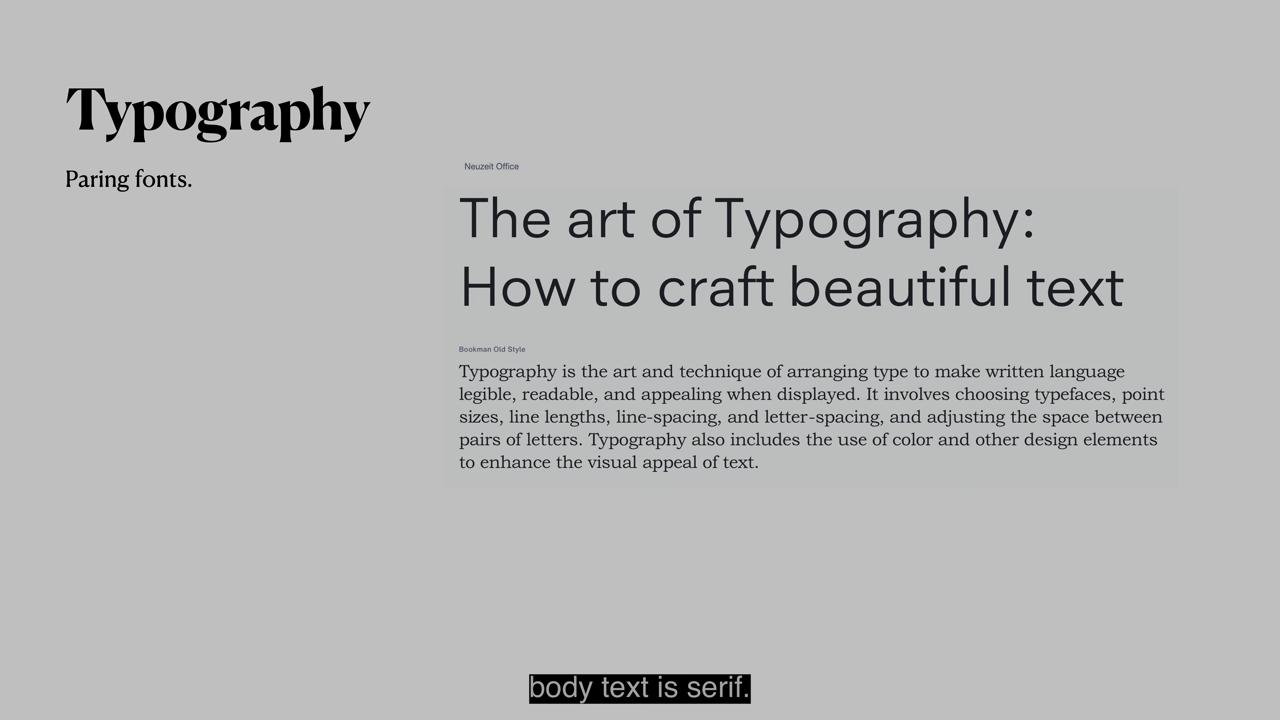 Typography
Paring fonts.
Neuzeit Office
The art of Typography:
How to craft beautiful text
Bookman Old Style
Typography is the art and technique of arranging type to make written language
legible, readable, and appealing when displayed. It involves choosing typefaces, point
sizes, line lengths, line-spacing, and letter-spacing, and adjusting the space between
pairs of letters. Typography also includes the use of color and other design elements
to enhance the visual appeal of text.
body text is serif.